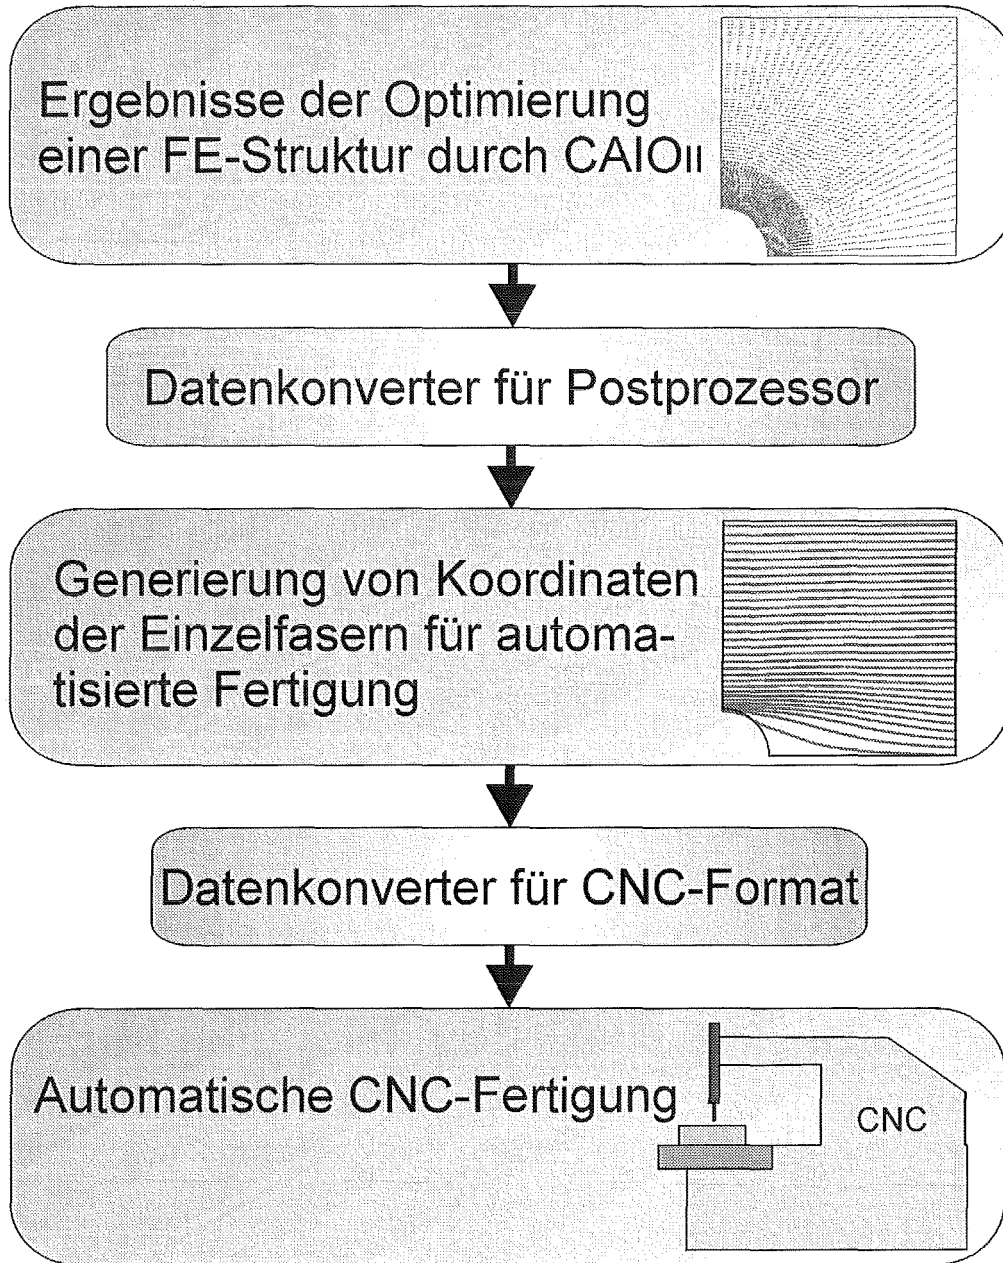 Ergebnisse der Optimierung
einer FE-Struktur durch CAIOII
Datenkonverter für Postprozessor
Generierung von Koordinaten
der Einzelfasern für automa-
tisierte Fertigung
Datenkonverter für CNC-Format
Automatische CNC-Fertigung
CNC